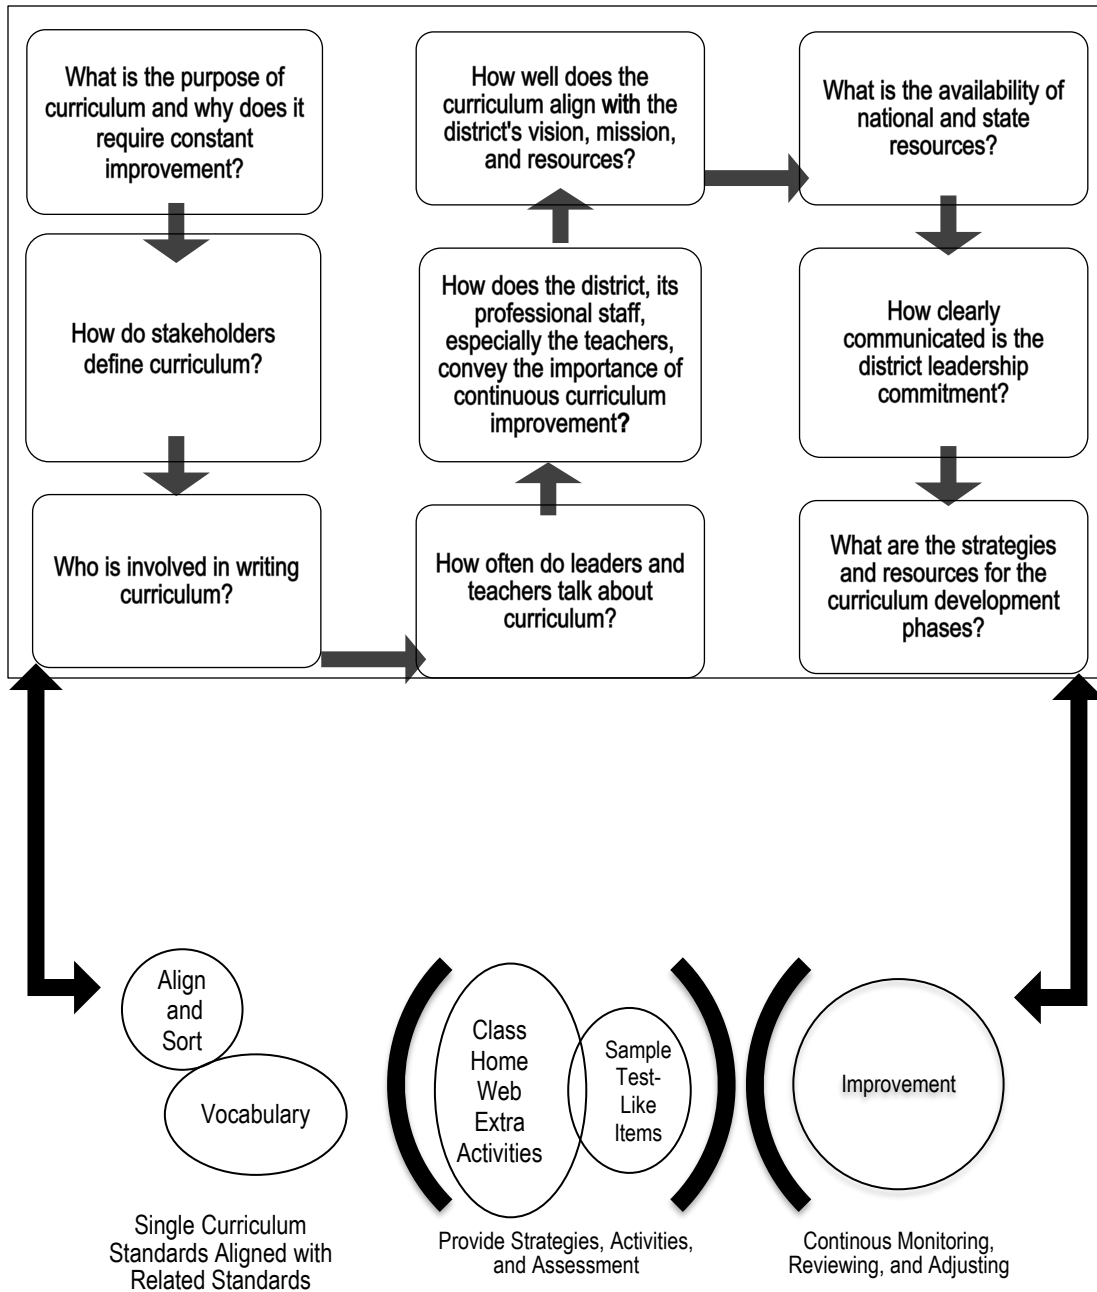 What is the purpose of
curriculum and why does it
require constant
improvement?
How do stakeholders
define curriculum?
Who is involved in writing
curriculum?
How well does the
curriculum align with the
district's vision, mission,
and resources?
How does the district, its
professional staff,
especially the teachers,
convey the importance of
continuous curriculum
improvement?
How often do leaders and
teachers talk about
curriculum?
What is the availability of
national and state
resources?
How clearly
communicated is the
district leadership
commitment?
What are the strategies
and resources for the
curriculum development
phases?
Align
and
Sort
Vocabulary
Single Curriculum
Standards Aligned with
Related Standards
Class
Home
Web
Extra
Activities
Sample
Test-
Like
Items
Provide Strategies, Activities,
and Assessment
Improvement
Continous Monitoring,
Reviewing, and Adjusting